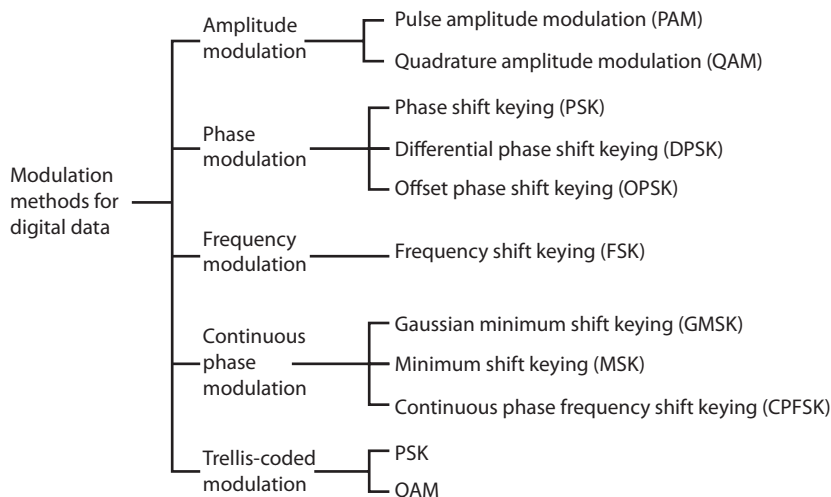 Modulation
methods for
digital data
Amplitude
modulation
Pulse amplitude modulation (PAM)
Quadrature amplitude modulation (QAM)
Phase
modulation
Phase shift keying (PSK)
Differential phase shift keying (DPSK)
Offset phase shift keying (OPSK)
Frequency
modulation
Frequency shift keying (FSK)
Continuous
phase
modulation
Gaussian minimum shift keying (GMSK)
Minimum shift keying (MSK)
Continuous phase frequency shift keying (CPFSK)
Trellis-coded
modulation
PSK
QAM